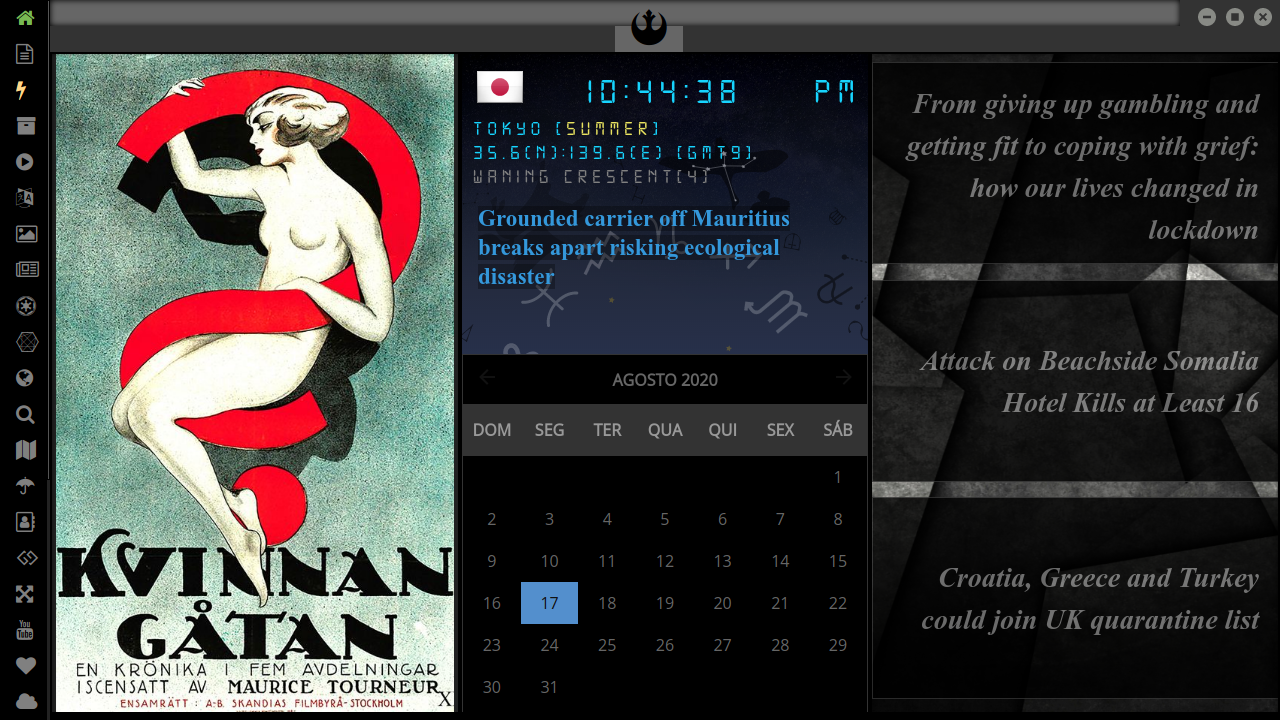 KVINNAN
GÅTAN
EN KRÖNIKA I FEM AVDELNINGAR
ISCENSATT AV MAURICE TOURNEUR
ENSAMRÄTT: A-B. SKANDIAS FILMBYRÅ-STOCKHOLM
X
10:44:38 PM
TOKYO [SUMMER]
35.6(N):139.6(E) [GMT9]
WANING CRESCENT[4]
Grounded carrier off Mauritius
breaks apart risking ecological
disaster
AGOSTO 2020
DOM SEG TER QUA QUI SEX SÁB
1
2 3 4 5 6 7 8
9 10 11 12 13 14 15
16 17 18 19 20 21 22
23 24 25 26 27 28 29
30 31
From giving up gambling and
getting fit to coping with grief:
how our lives changed in
lockdown
Attack on Beachside Somalia
Hotel Kills at Least 16
Croatia, Greece and Turkey
could join UK quarantine list
You
Tube